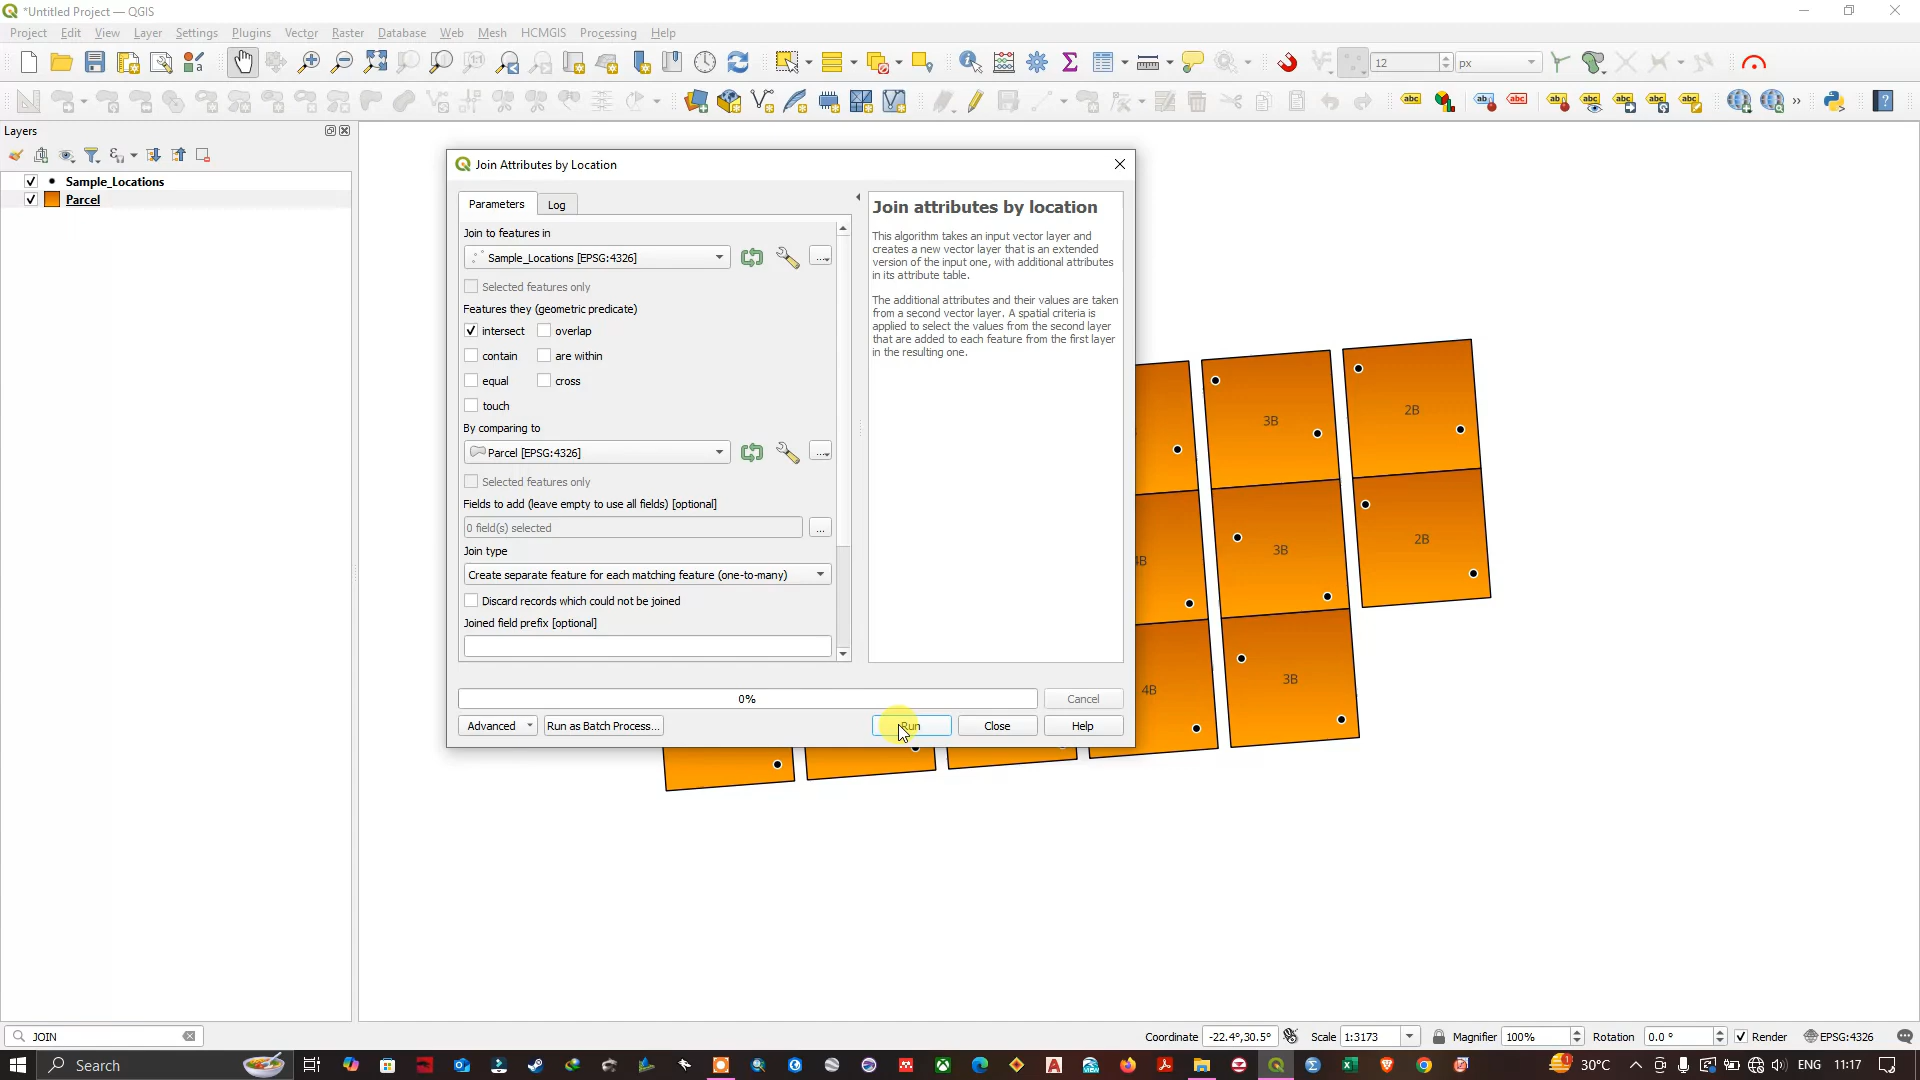 *Untitled Project — QGIS
Project Edit View Layer Settings Plugins Vector Raster Database Web Mesh HCMGIS Processing Help
12 px
abc abc abc abc abc abc abc abc
Layers
Sample_Locations
Parcel
Join Attributes by Location
Parameters Log
Join to features in
Sample_Locations [EPSG:4326]
Selected features only
Features they (geometric predicate)
intersect overlap
contain are within
equal cross
touch
By comparing to
Parcel [EPSG:4326]
Selected features only
Fields to add (leave empty to use all fields) [optional]
0 field(s) selected
Join type
Create separate feature for each matching feature (one-to-many)
Discard records which could not be joined
Joined field prefix [optional]
Join attributes by location
This algorithm takes an input vector layer and
creates a new vector layer that is an extended
version of the input one, with additional attributes
in its attribute table.
The additional attributes and their values are taken
from a second vector layer. A spatial criteria is
applied to select the values from the second layer
that are added to each feature from the first layer
in the resulting one.
0% Cancel
Advanced Run as Batch Process... Run Close Help
3B 2B
4B 3B 2B
4B 3B
JOIN
Coordinate -22.4°,30.5° Scale 1:3173 Magnifier 100% Rotation 0.0 ° Render EPSG:4326
Search 30°C ENG 11:17